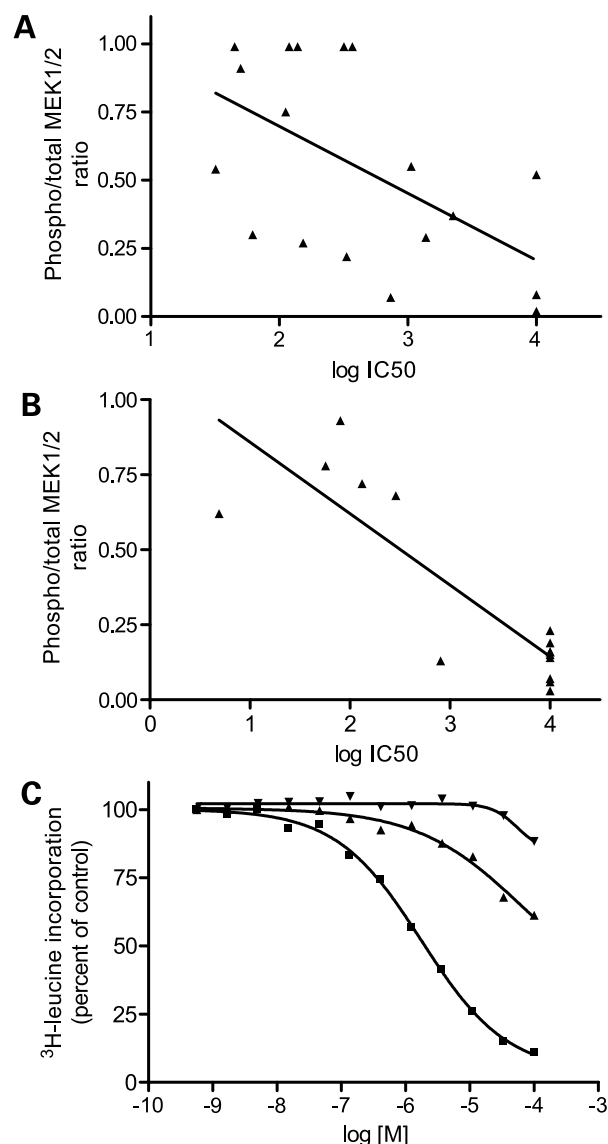 A
Phospho/total MEK1/2
ratio
1.00
0.75
0.50
0.25
0.00
1
2
3
4
log IC50
B
Phospho/total MEK1/2
ratio
1.00
0.75
0.50
0.25
0.00
0
1
2
3
4
log IC50
C
³H-leucine incorporation
(percent of control)
100
75
50
25
0
-10
-9
-8
-7
-6
-5
-4
-3
log [M]